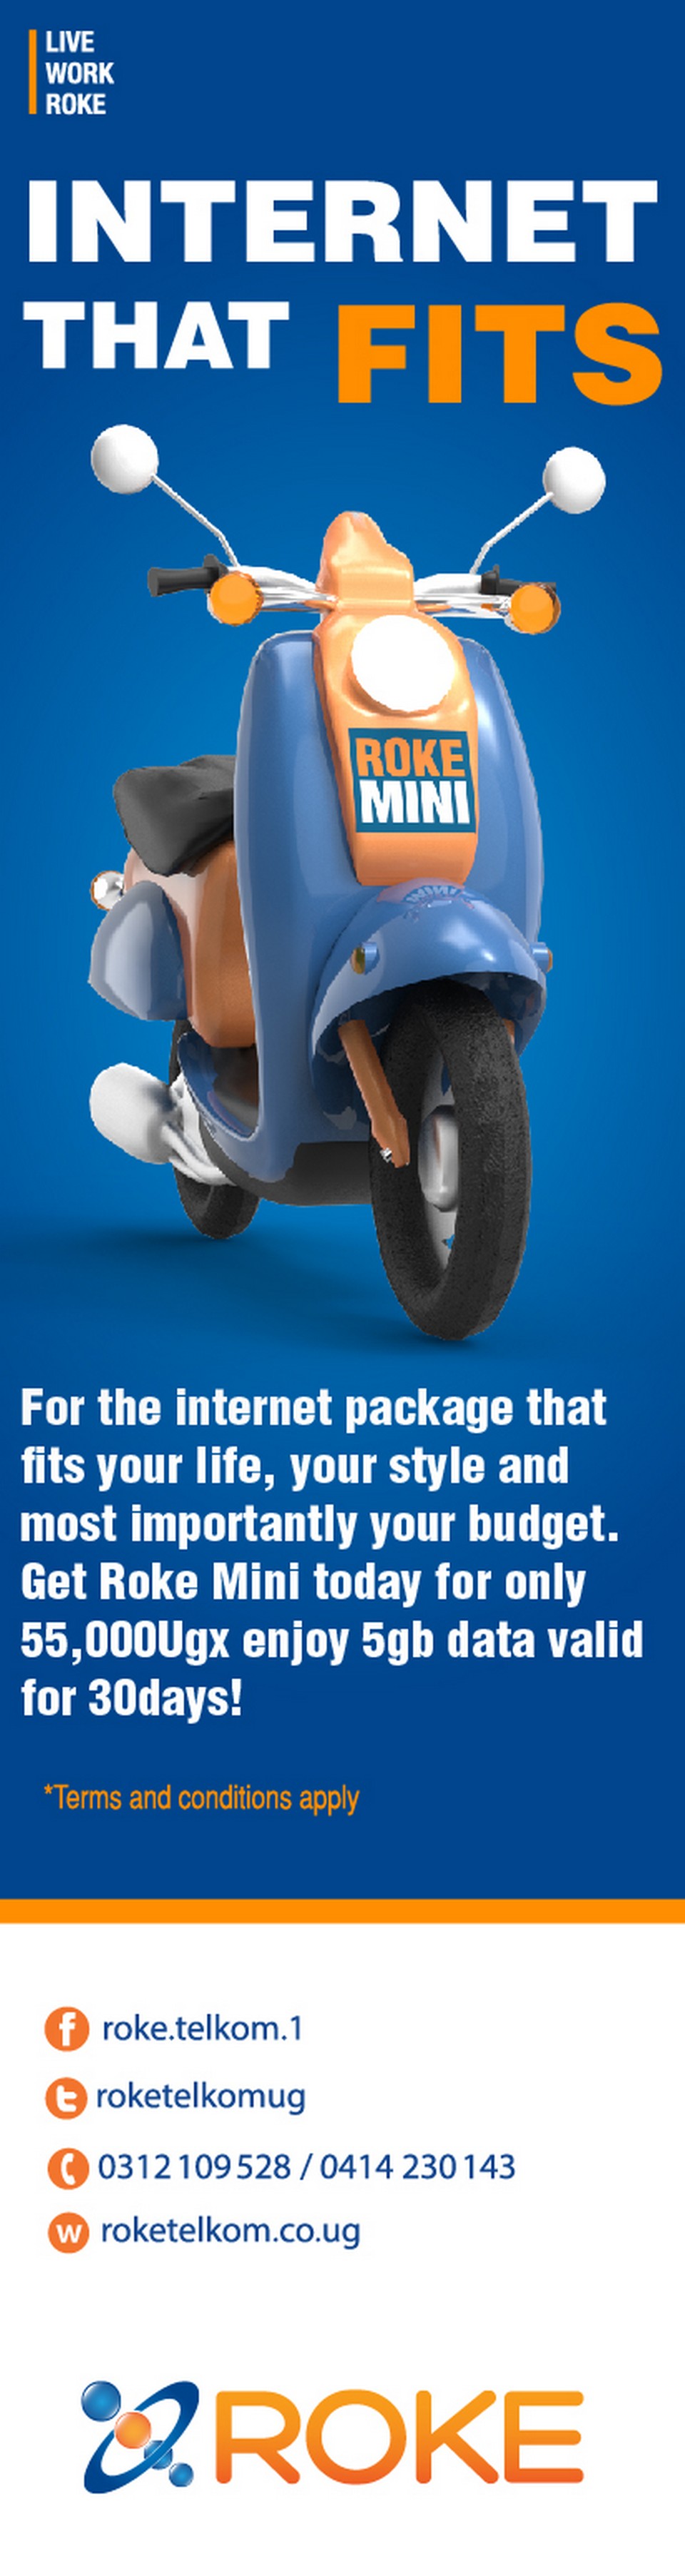 LIVE
WORK
ROKE
INTERNET
THAT FITS
ROKE
MINI
For the internet package that
fits your life, your style and
most importantly your budget.
Get Roke Mini today for only
55,000Ugx enjoy 5gb data valid
for 30days!
*Terms and conditions apply
f roke.telkom.1
t roketelkomug
0312 109 528 / 0414 230 143
w roketelkom.co.ug
ROKE